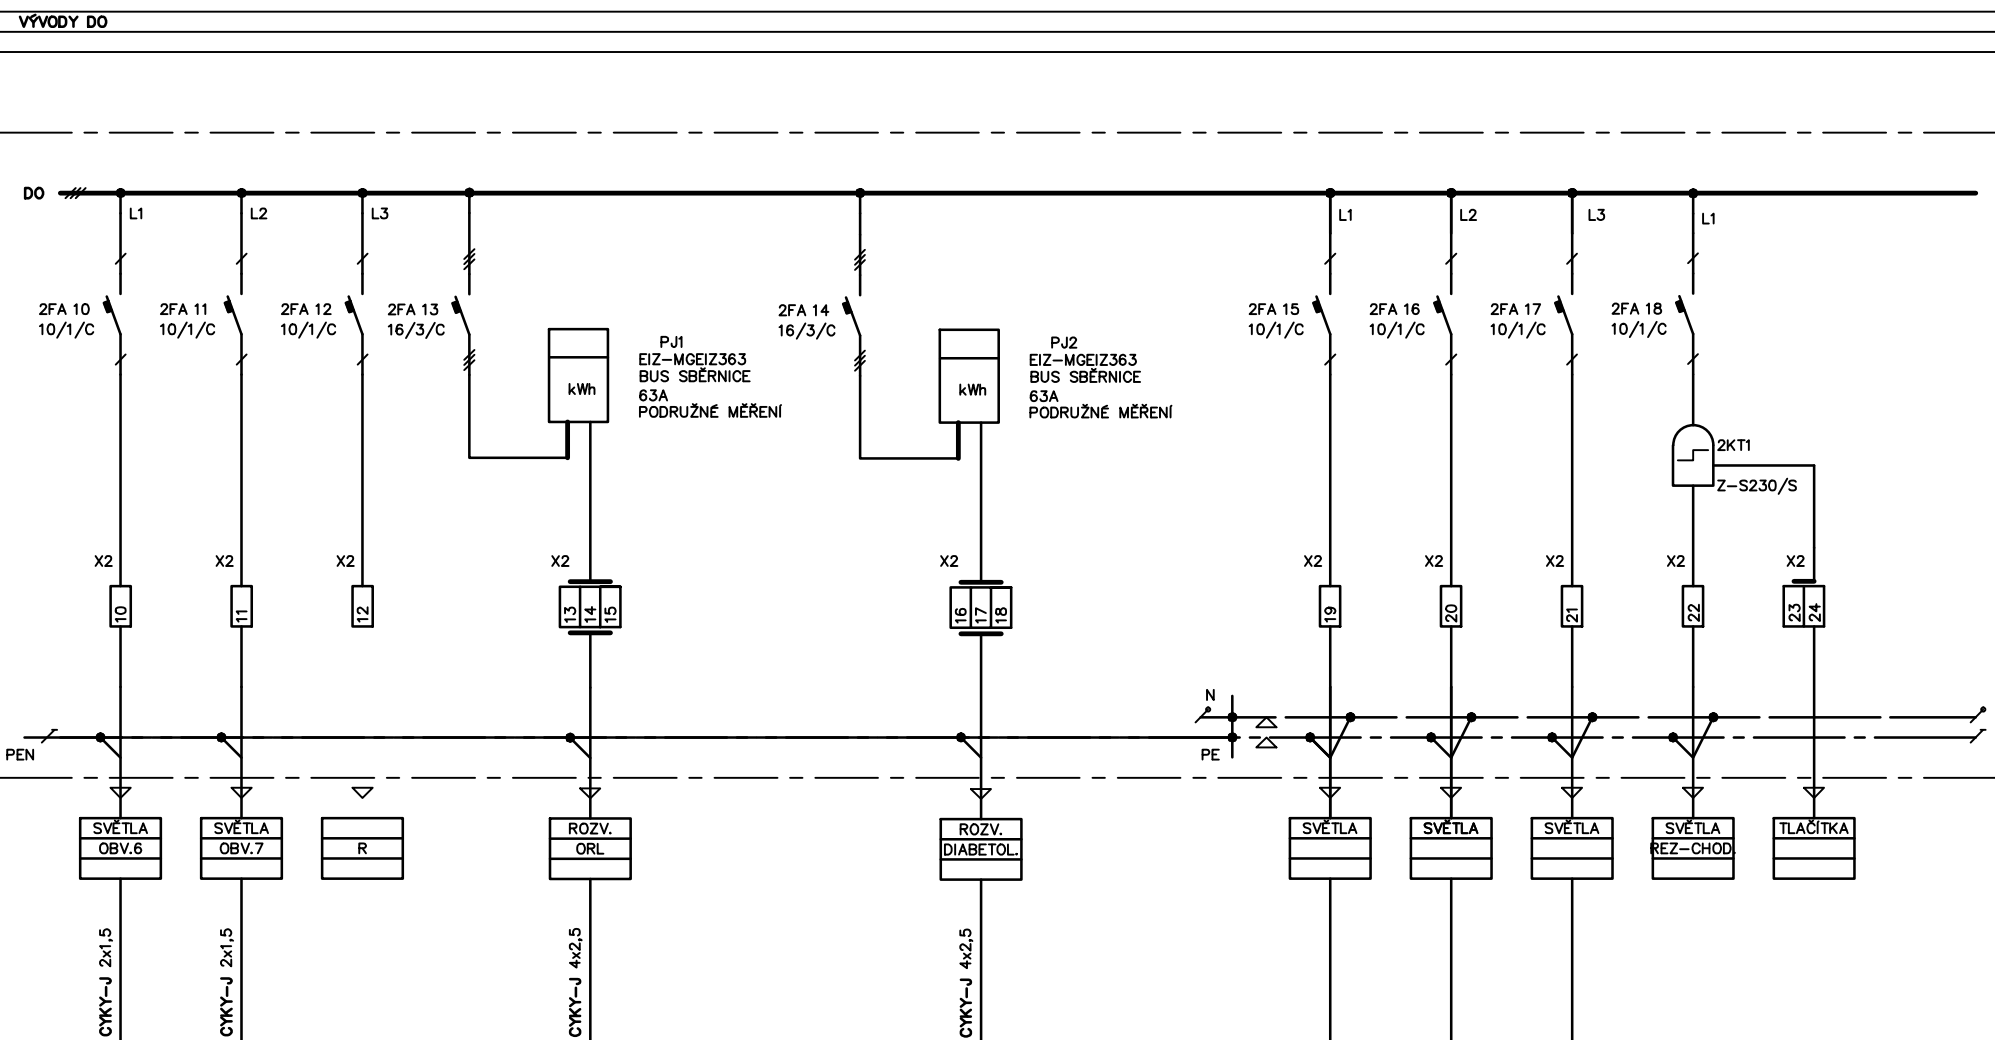 VÝVODY DO
DO
L1
L2
L3
L1
L2
L3
L1
2FA 10
10/1/C
2FA 11
10/1/C
2FA 12
10/1/C
2FA 13
16/3/C
PJ1
EIZ-MGEIZ363
BUS SBĚRNICE
63A
PODRUŽNÉ MĚŘENÍ
kWh
2FA 14
16/3/C
PJ2
EIZ-MGEIZ363
BUS SBĚRNICE
63A
PODRUŽNÉ MĚŘENÍ
kWh
2FA 15
10/1/C
2FA 16
10/1/C
2FA 17
10/1/C
2FA 18
10/1/C
2KT1
Z-S230/S
X2
X2
X2
X2
X2
X2
X2
X2
X2
X2
10
11
12
13
14
15
16
17
18
19
20
21
22
23
24
N
PEN
PE
SVĚTLA
OBV.6
SVĚTLA
OBV.7
R
ROZV.
ORL
ROZV.
DIABETOL.
SVĚTLA
SVĚTLA
SVĚTLA
SVĚTLA
REZ-CHOD.
TLAČÍTKA
CYKY-J 2x1,5
CYKY-J 2x1,5
CYKY-J 4x2,5
CYKY-J 4x2,5